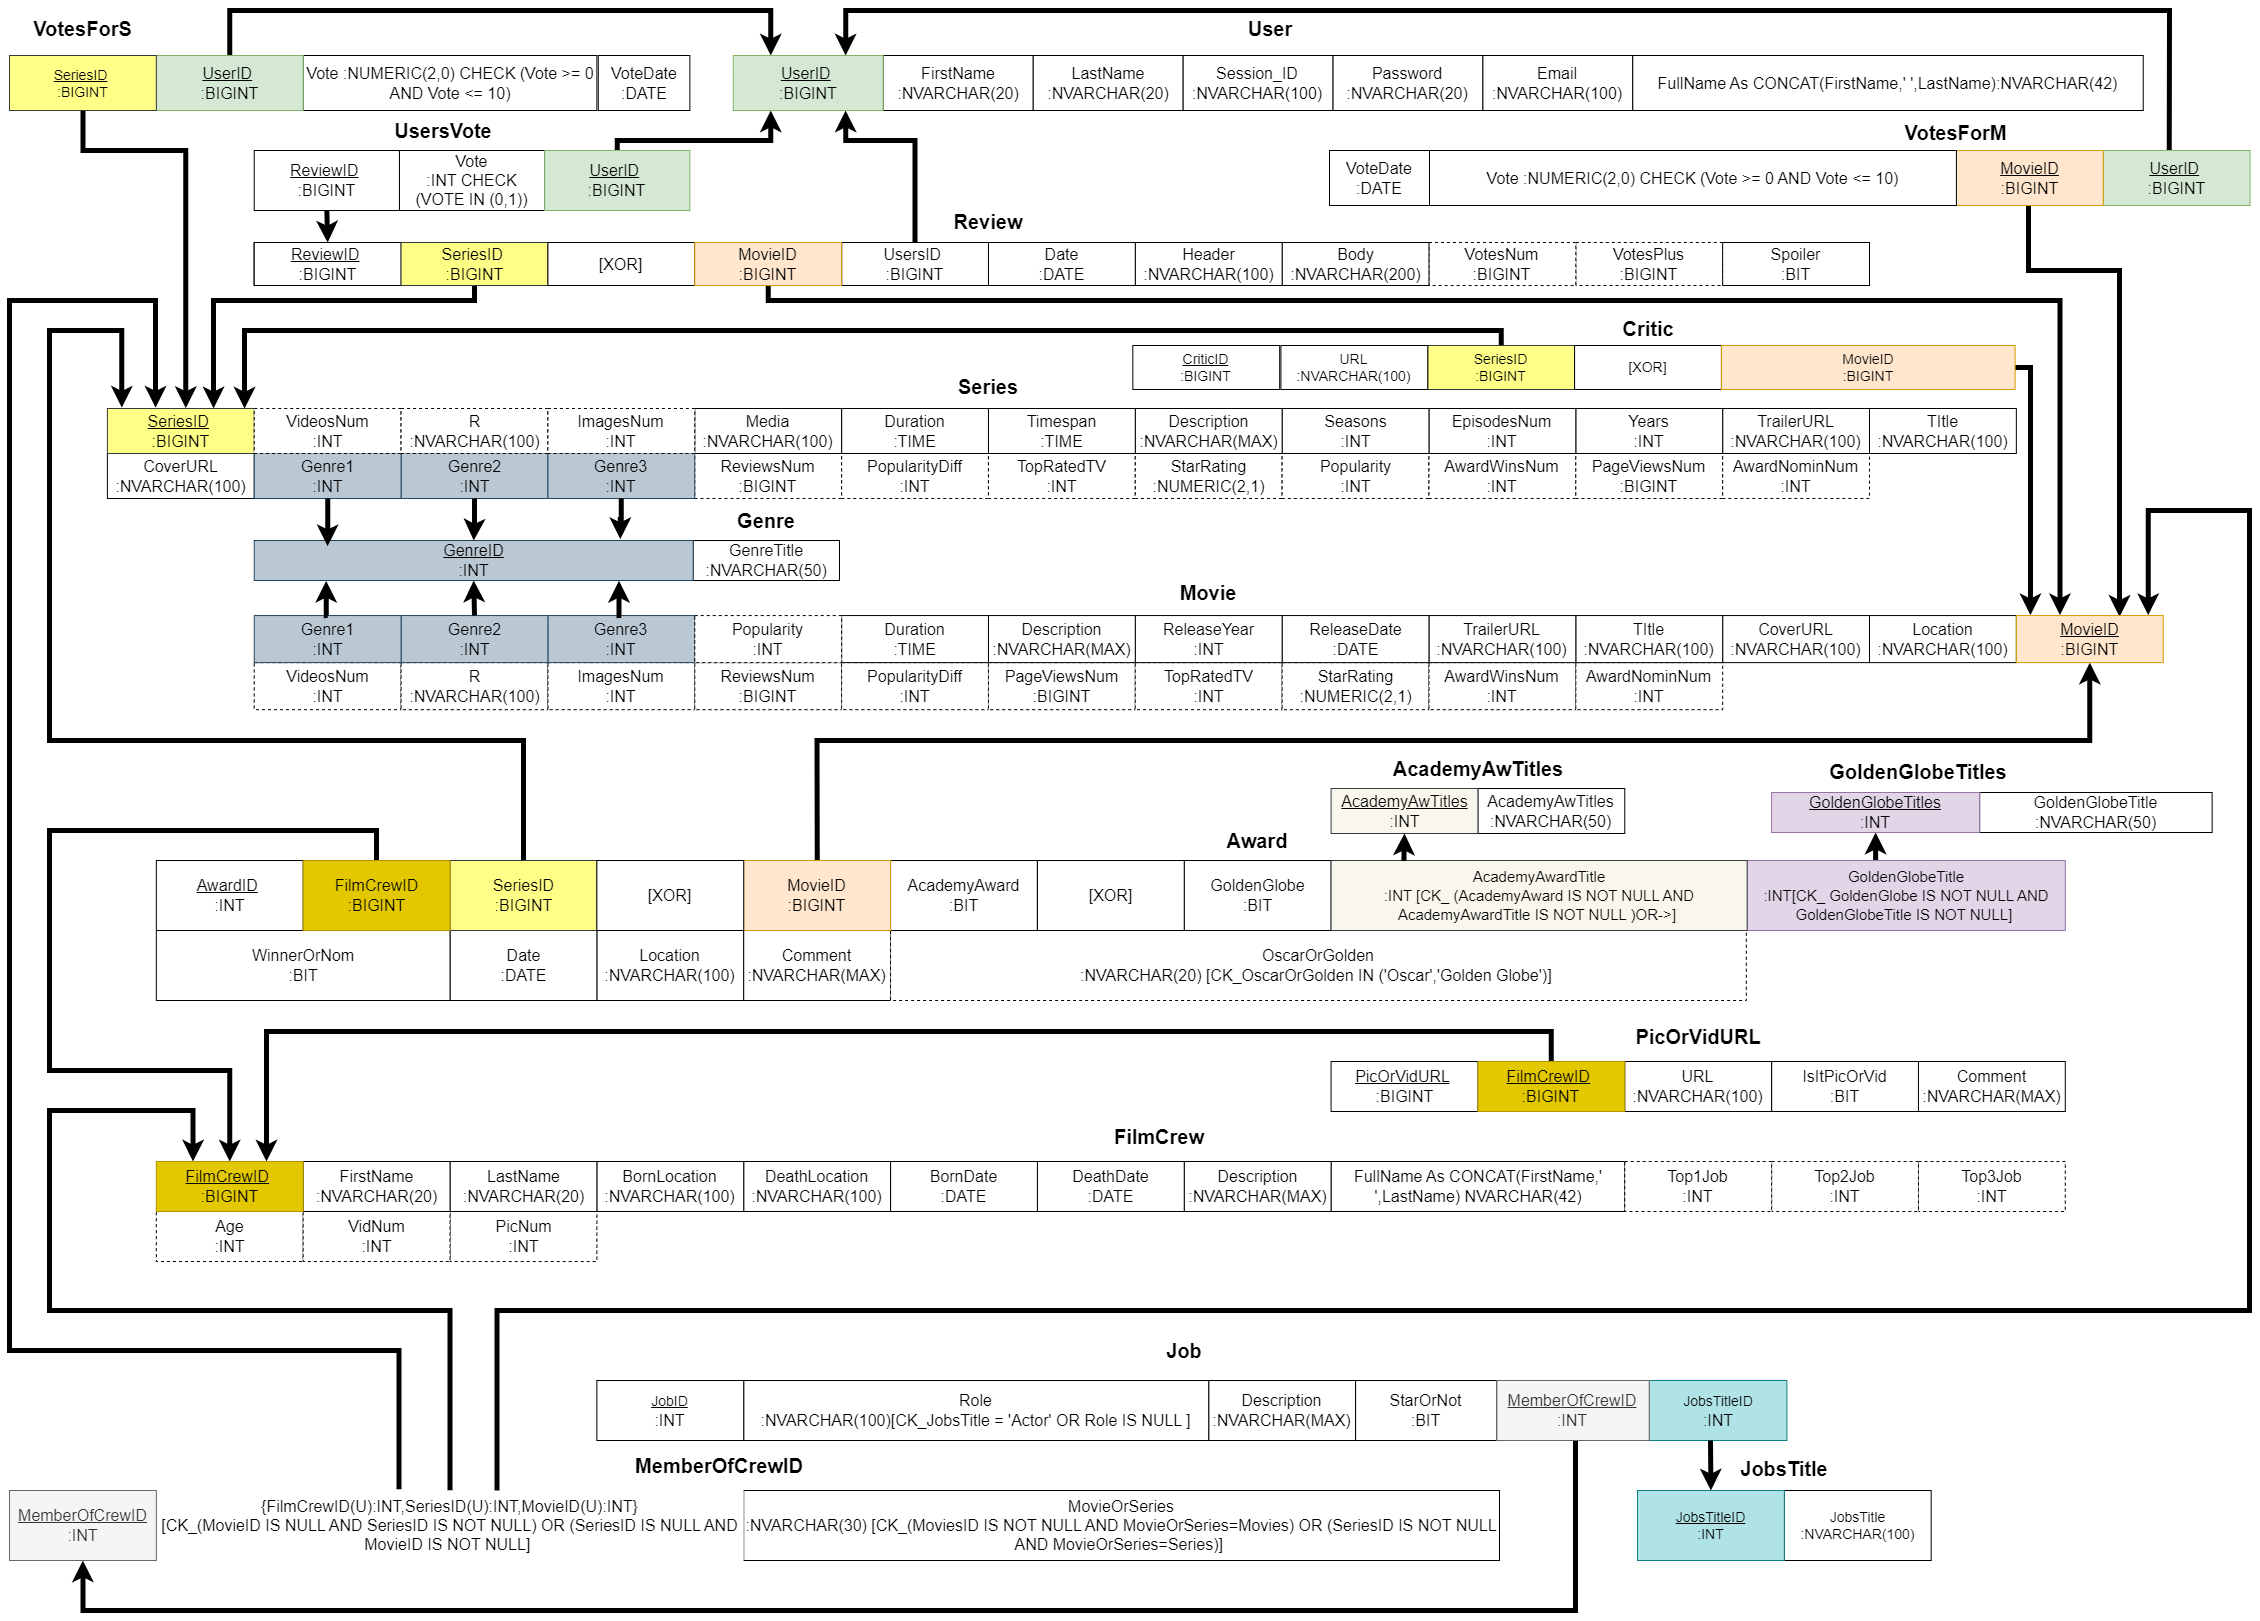 VotesForS
User
SeriesID
:BIGINT
UserID
:BIGINT
Vote :NUMERIC(2,0) CHECK (Vote >= 0
AND Vote <= 10)
VoteDate
:DATE
UserID
:BIGINT
FirstName
:NVARCHAR(20)
LastName
:NVARCHAR(20)
Session_ID
:NVARCHAR(100)
Password
:NVARCHAR(20)
Email
:NVARCHAR(100)
FullName As CONCAT(FirstName,' ',LastName):NVARCHAR(42)
UsersVote
ReviewID
:BIGINT
Vote
:INT CHECK
(VOTE IN (0,1))
UserID
:BIGINT
VotesForM
VoteDate
:DATE
Vote :NUMERIC(2,0) CHECK (Vote >= 0 AND Vote <= 10)
MovieID
:BIGINT
UserID
:BIGINT
Review
ReviewID
:BIGINT
SeriesID
:BIGINT
[XOR]
MovieID
:BIGINT
UsersID
:BIGINT
Date
:DATE
Header
:NVARCHAR(100)
Body
:NVARCHAR(200)
VotesNum
:BIGINT
VotesPlus
:BIGINT
Spoiler
:BIT
Critic
CriticID
:BIGINT
URL
:NVARCHAR(100)
SeriesID
:BIGINT
[XOR]
MovieID
:BIGINT
Series
SeriesID
:BIGINT
VideosNum
:INT
R
:NVARCHAR(100)
ImagesNum
:INT
Media
:NVARCHAR(100)
Duration
:TIME
Timespan
:TIME
Description
:NVARCHAR(MAX)
Seasons
:INT
EpisodesNum
:INT
Years
:INT
TrailerURL
:NVARCHAR(100)
TItle
:NVARCHAR(100)
CoverURL
:NVARCHAR(100)
Genre1
:INT
Genre2
:INT
Genre3
:INT
ReviewsNum
:BIGINT
PopularityDiff
:INT
TopRatedTV
:INT
StarRating
:NUMERIC(2,1)
Popularity
:INT
AwardWinsNum
:INT
PageViewsNum
:BIGINT
AwardNominNum
:INT
Genre
GenreID
:INT
GenreTitle
:NVARCHAR(50)
Movie
Genre1
:INT
Genre2
:INT
Genre3
:INT
Popularity
:INT
Duration
:TIME
Description
:NVARCHAR(MAX)
ReleaseYear
:INT
ReleaseDate
:DATE
TrailerURL
:NVARCHAR(100)
TItle
:NVARCHAR(100)
CoverURL
:NVARCHAR(100)
Location
:NVARCHAR(100)
MovieID
:BIGINT
VideosNum
:INT
R
:NVARCHAR(100)
ImagesNum
:INT
ReviewsNum
:BIGINT
PopularityDiff
:INT
PageViewsNum
:BIGINT
TopRatedTV
:INT
StarRating
:NUMERIC(2,1)
AwardWinsNum
:INT
AwardNominNum
:INT
AcademyAwTitles
AcademyAwTitles
:INT
AcademyAwTitles
:NVARCHAR(50)
GoldenGlobeTitles
GoldenGlobeTitles
:INT
GoldenGlobeTitle
:NVARCHAR(50)
Award
AwardID
:INT
FilmCrewID
:BIGINT
SeriesID
:BIGINT
[XOR]
MovieID
:BIGINT
AcademyAward
:BIT
[XOR]
GoldenGlobe
:BIT
AcademyAwardTitle
:INT [CK_ (AcademyAward IS NOT NULL AND
AcademyAwardTitle IS NOT NULL )OR->]
GoldenGlobeTitle
:INT[CK_ GoldenGlobe IS NOT NULL AND
GoldenGlobeTitle IS NOT NULL]
WinnerOrNom
:BIT
Date
:DATE
Location
:NVARCHAR(100)
Comment
:NVARCHAR(MAX)
OscarOrGolden
:NVARCHAR(20) [CK_OscarOrGolden IN ('Oscar','Golden Globe')]
PicOrVidURL
PicOrVidURL
:BIGINT
FilmCrewID
:BIGINT
URL
:NVARCHAR(100)
IsItPicOrVid
:BIT
Comment
:NVARCHAR(MAX)
FilmCrew
FilmCrewID
:BIGINT
FirstName
:NVARCHAR(20)
LastName
:NVARCHAR(20)
BornLocation
:NVARCHAR(100)
DeathLocation
:NVARCHAR(100)
BornDate
:DATE
DeathDate
:DATE
Description
:NVARCHAR(MAX)
FullName As CONCAT(FirstName,'
',LastName) NVARCHAR(42)
Top1Job
:INT
Top2Job
:INT
Top3Job
:INT
Age
:INT
VidNum
:INT
PicNum
:INT
Job
JobID
:INT
Role
:NVARCHAR(100)[CK_JobsTitle = 'Actor' OR Role IS NULL ]
Description
:NVARCHAR(MAX)
StarOrNot
:BIT
MemberOfCrewID
:INT
JobsTitleID
:INT
MemberOfCrewID
MemberOfCrewID
:INT
{FilmCrewID(U):INT,SeriesID(U):INT,MovieID(U):INT}
[CK_(MovieID IS NULL AND SeriesID IS NOT NULL) OR (SeriesID IS NULL AND
MovieID IS NOT NULL]
MovieOrSeries
:NVARCHAR(30) [CK_(MoviesID IS NOT NULL AND MovieOrSeries=Movies) OR (SeriesID IS NOT NULL
AND MovieOrSeries=Series)]
JobsTitle
JobsTitleID
:INT
JobsTitle
:NVARCHAR(100)